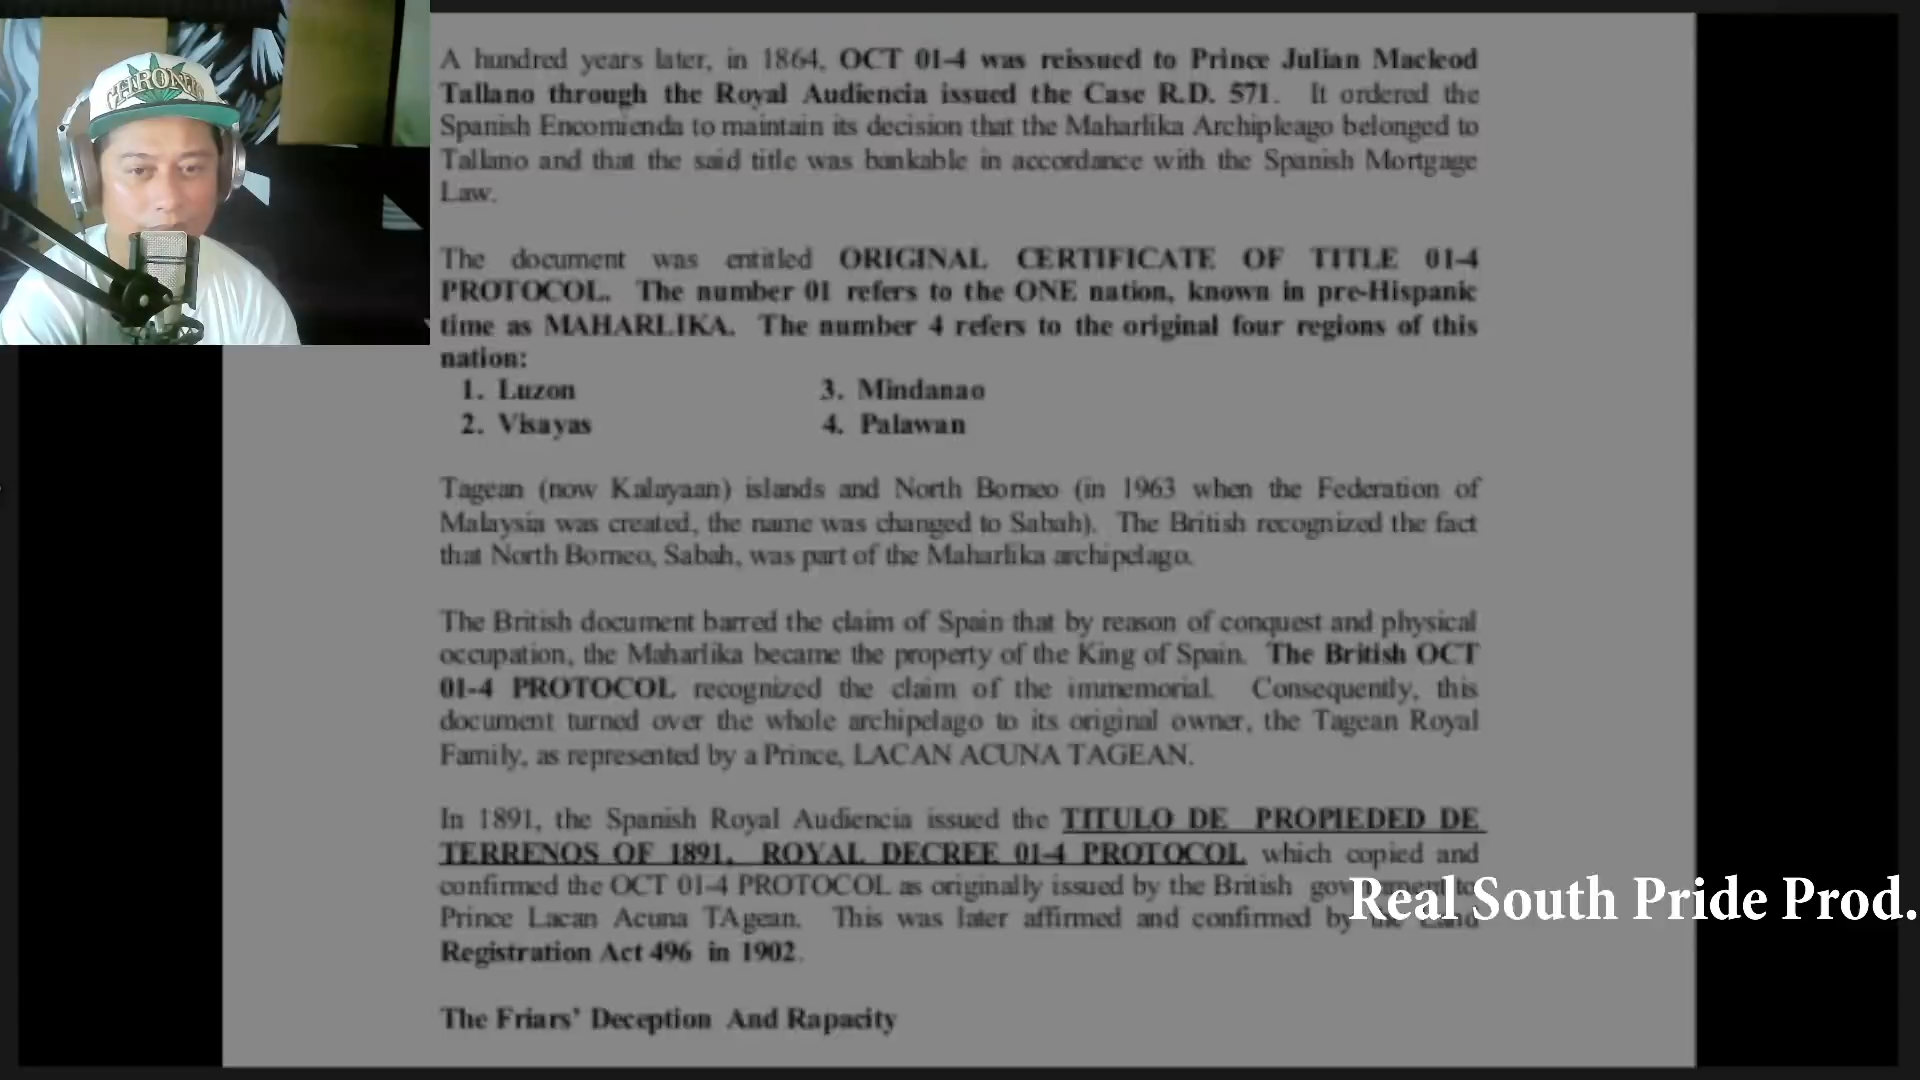 CHRONIC
A hundred years later, in 1864, OCT 01-4 was reissued to Prince Julian Macleod
Tallano through the Royal Audiencia issued the Case R.D. 571. It ordered the
Spanish Encomienda to maintain its decision that the Maharlika Archipleago belonged to
Tallano and that the said title was bankable in accordance with the Spanish Mortgage
Law.
The document was entitled ORIGINAL CERTIFICATE OF TITLE 01-4
PROTOCOL. The number 01 refers to the ONE nation, known in pre-Hispanic
time as MAHARLIKA. The number 4 refers to the original four regions of this
nation:
1. Luzon 3. Mindanao
2. Visayas 4. Palawan
Tagean (now Kalayaan) islands and North Borneo (in 1963 when the Federation of
Malaysia was created, the name was changed to Sabah). The British recognized the fact
that North Borneo, Sabah, was part of the Maharlika archipelago.
The British document barred the claim of Spain that by reason of conquest and physical
occupation, the Maharlika became the property of the King of Spain. The British OCT
01-4 PROTOCOL recognized the claim of the immemorial. Consequently, this
document turned over the whole archipelago to its original owner, the Tagean Royal
Family, as represented by a Prince, LACAN ACUNA TAGEAN.
In 1891, the Spanish Royal Audiencia issued the TITULO DE PROPIEDED DE
TERRENOS OF 1891, ROYAL DECREE 01-4 PROTOCOL which copied and
confirmed the OCT 01-4 PROTOCOL as originally issued by the British government to
Prince Lacan Acuna TAgean. This was later affirmed and confirmed by the Land
Registration Act 496 in 1902.
The Friars' Deception And Rapacity
Real South Pride Prod.